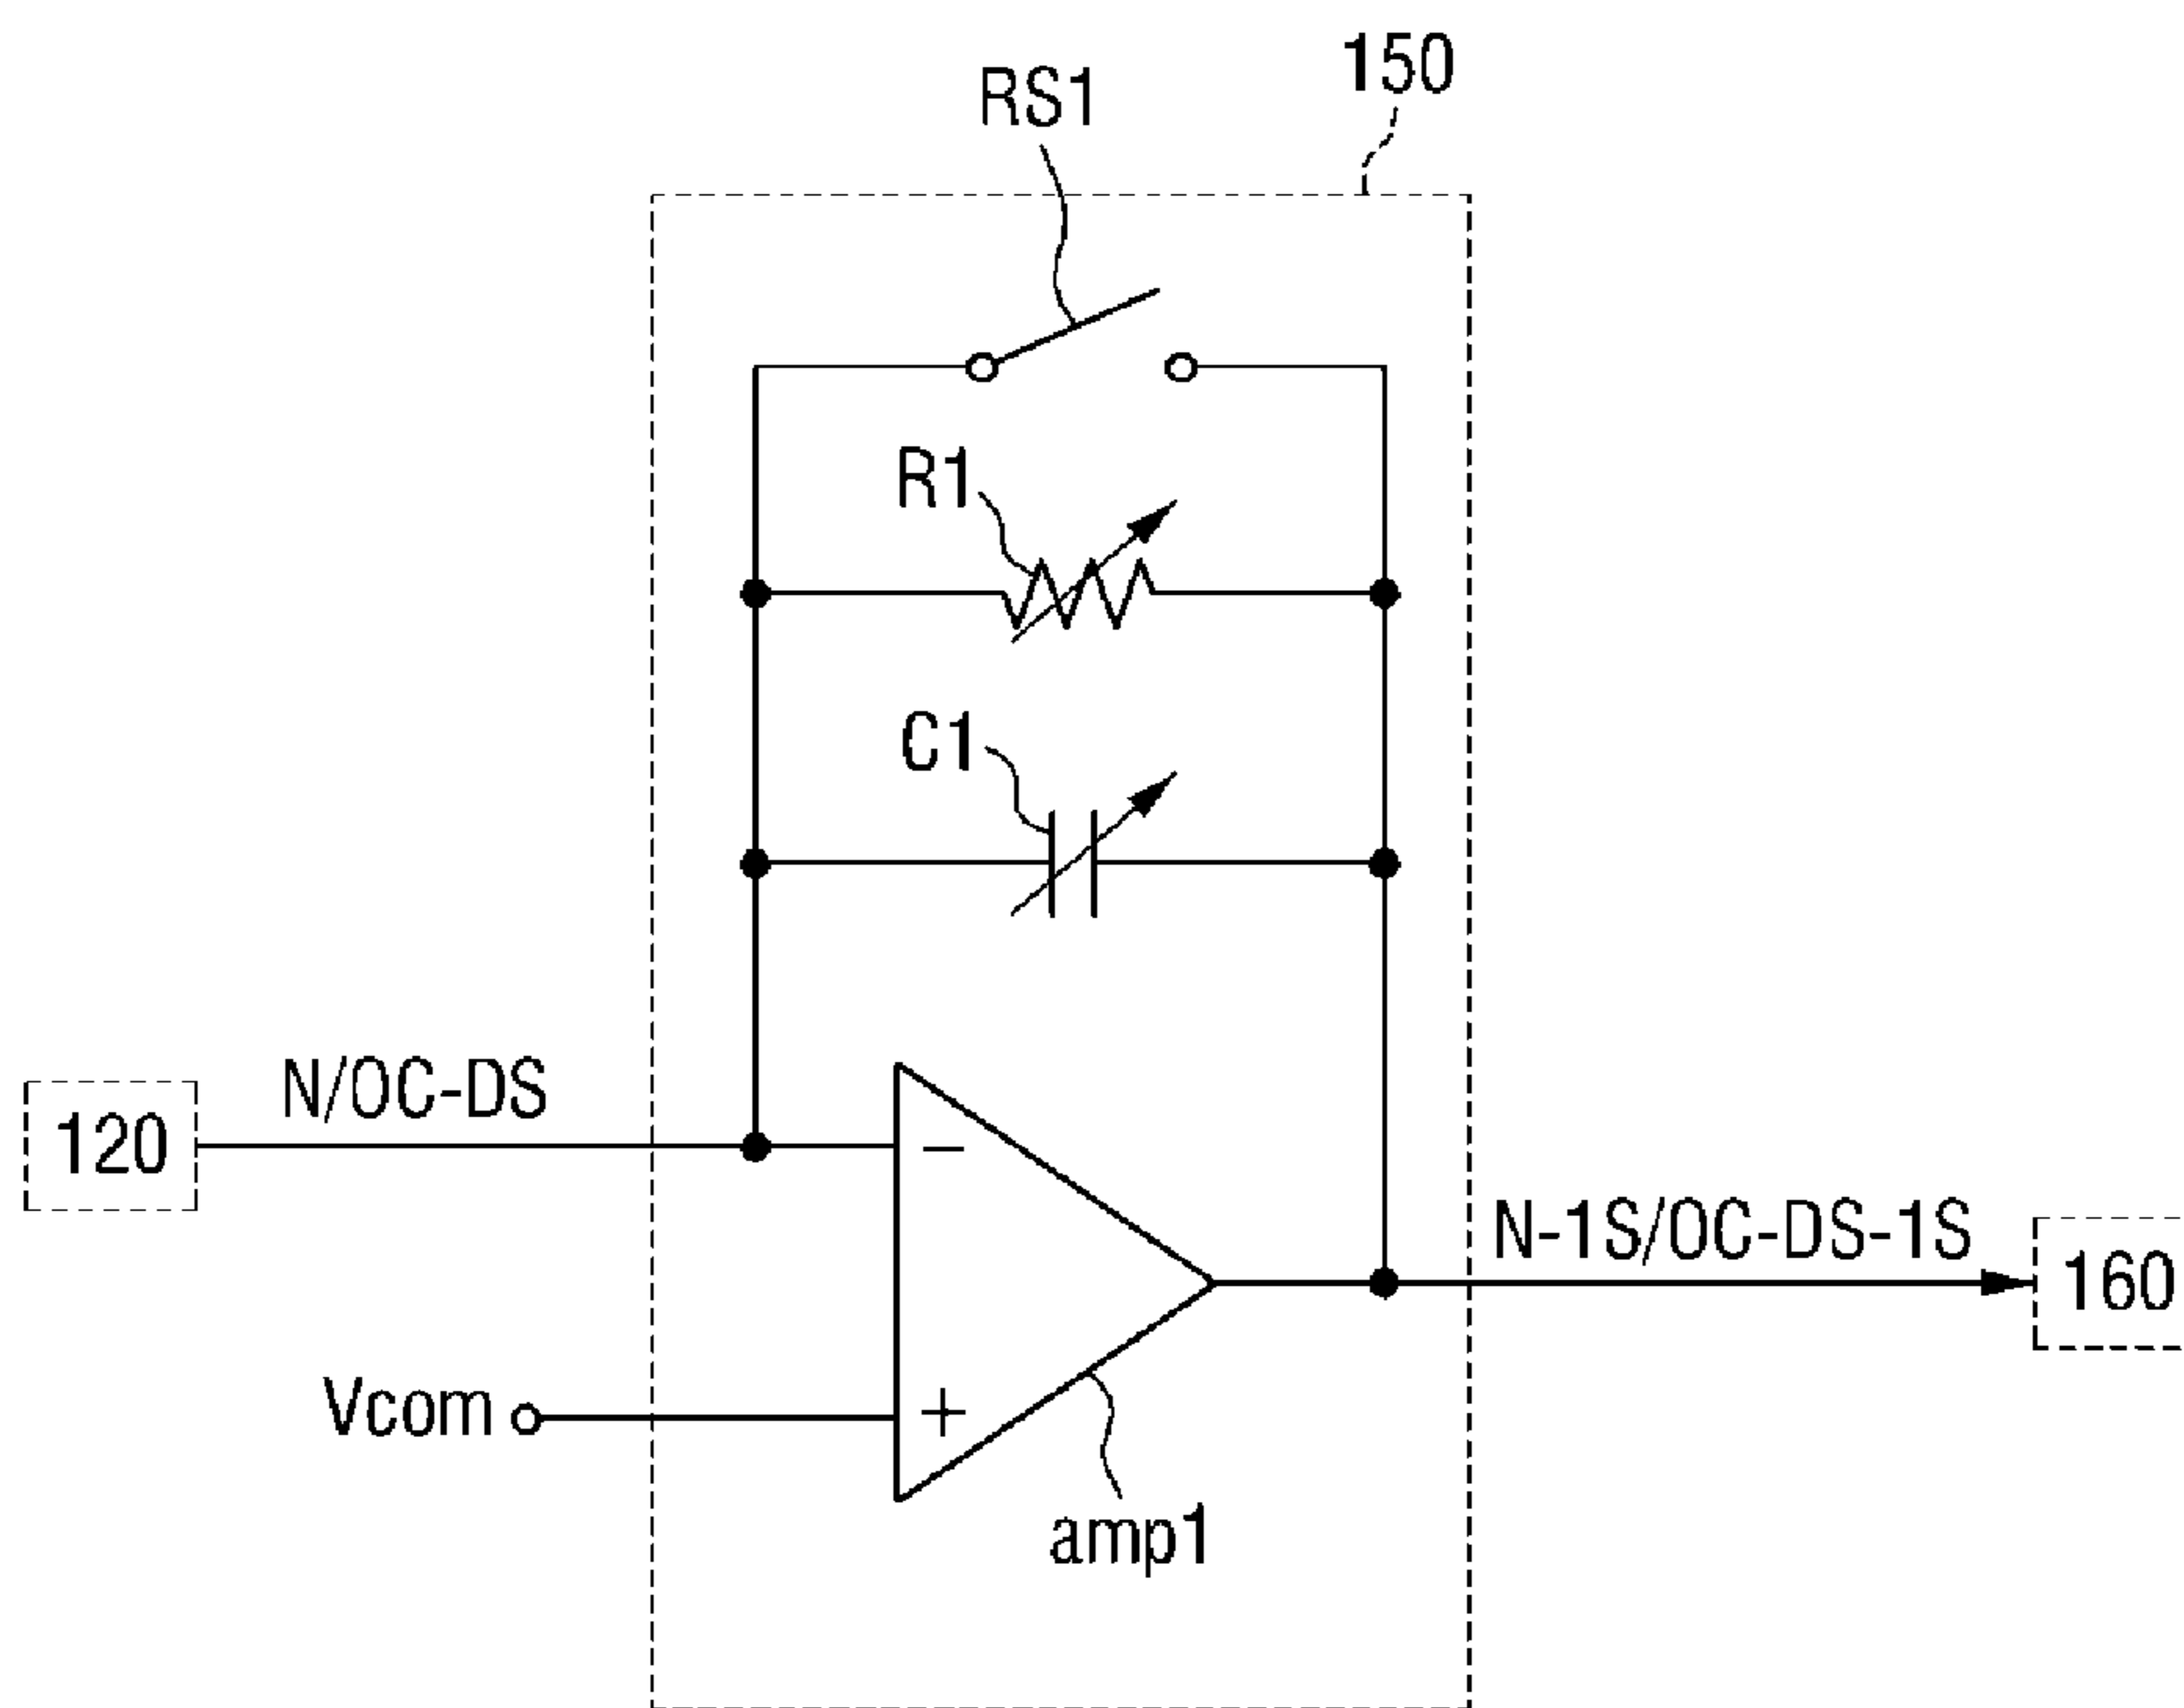 150
RS1
R1
C1
N/OC-DS
120
N-1S/OC-DS-1S
160
Vcom
amp1